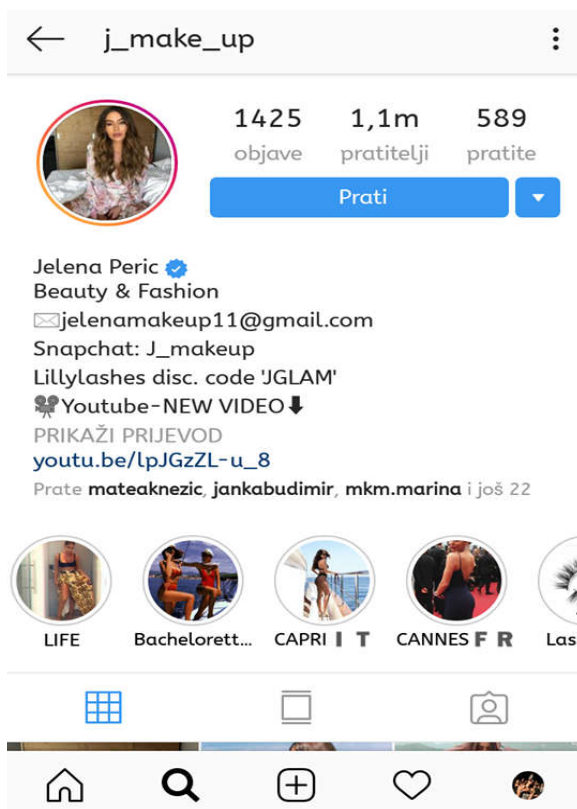 j_make_up
1425 1,1m 589
objave pratitelji pratite
Prati
Jelena Peric
Beauty & Fashion
✉️jelenamakeup11@gmail.com
Snapchat: J_makeup
Lillylashes disc. code 'JGLAM'
🎥Youtube-NEW VIDEO⬇
PRIKAŽI PRIJEVOD
youtu.be/lpJGzZL-u_8
Prate mateaknezic, jankabudimir, mkm.marina i još 22
LIFE Bachelorett... CAPRI I T CANNES F R Las